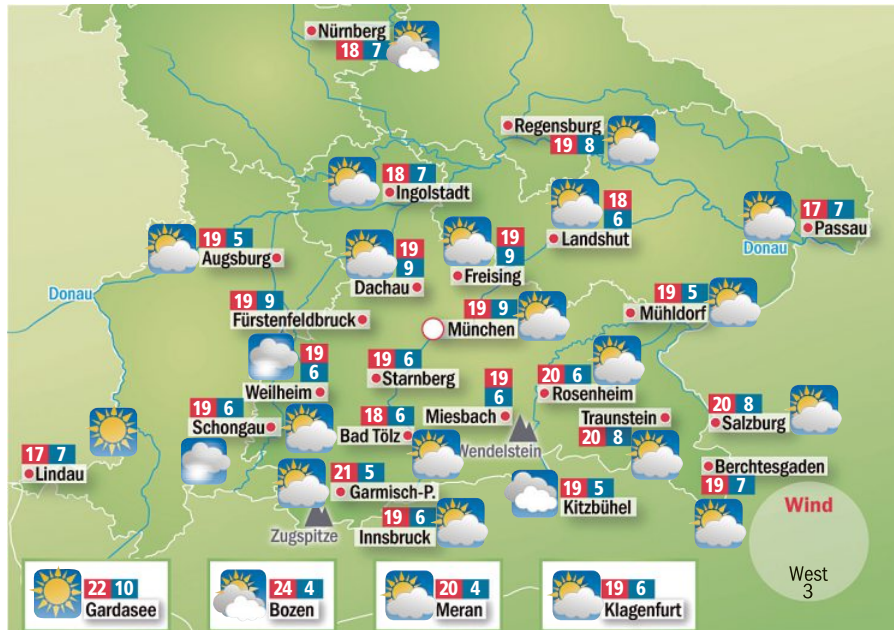 Nürnberg
18 7
Regensburg
19 8
18 7
Ingolstadt
18
6
Landshut
17 7
Passau
Donau
19 5
Augsburg
19
9
Dachau
19
9
Freising
Donau
19 9
Fürstenfeldbruck
19 9
München
19 5
Mühldorf
19
6
Weilheim
19 6
Starnberg
19
6
Miesbach
20 6
Rosenheim
19 6
Schongau
18 6
Bad Tölz
Wendelstein
Traunstein
20 8
20 8
Salzburg
17 7
Lindau
21 5
Garmisch-P.
Zugspitze
19 6
Innsbruck
19 5
Kitzbühel
Berchtesgaden
19 7
Wind
West
3
22 10
Gardasee
24 4
Bozen
20 4
Meran
19 6
Klagenfurt